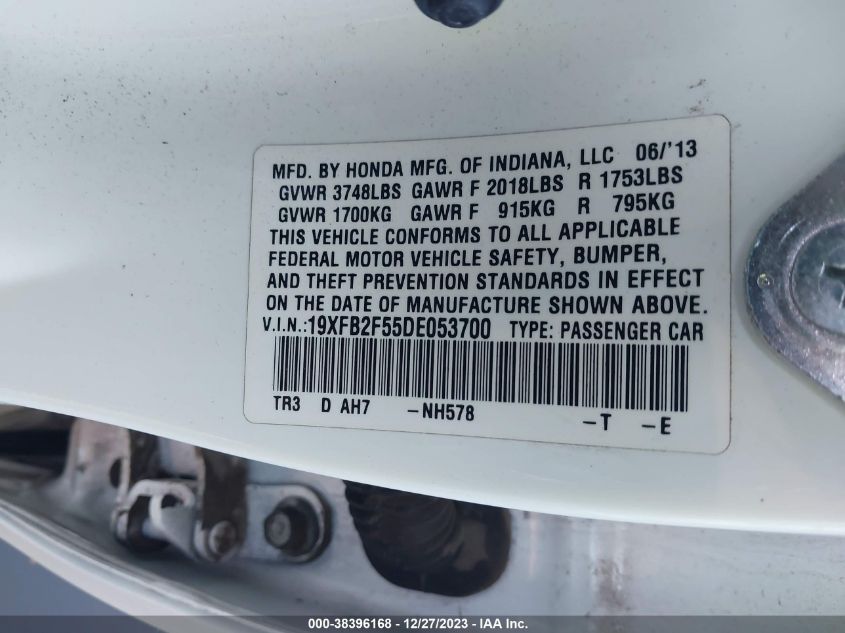 MFD. BY HONDA MFG. OF INDIANA, LLC 06/'13
GVWR 3748LBS GAWR F 2018LBS R 1753LBS
GVWR 1700KG GAWR F 915KG R 795KG
THIS VEHICLE CONFORMS TO ALL APPLICABLE
FEDERAL MOTOR VEHICLE SAFETY, BUMPER,
AND THEFT PREVENTION STANDARDS IN EFFECT
ON THE DATE OF MANUFACTURE SHOWN ABOVE.
V.I.N.:19XFB2F55DE053700 TYPE: PASSENGER CAR
TR3 D AH7 -NH578 -T -E
000-38396168 - 12/27/2023 - IAA Inc.